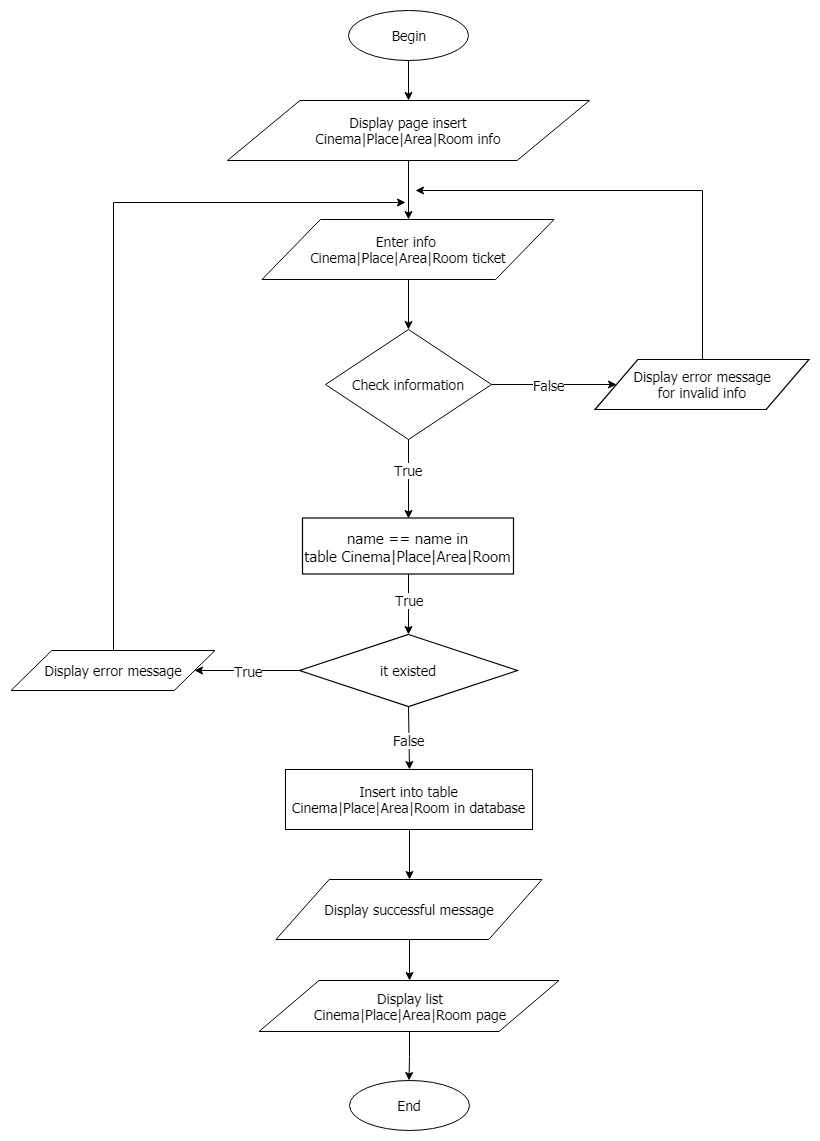 Begin
Display page insert
Cinema|Place|Area|Room info
Enter info
Cinema|Place|Area|Room ticket
Check information
False
Display error message
for invalid info
True
name == name in
table Cinema|Place|Area|Room
True
it existed
True
Display error message
False
Insert into table
Cinema|Place|Area|Room in database
Display successful message
Display list
Cinema|Place|Area|Room page
End